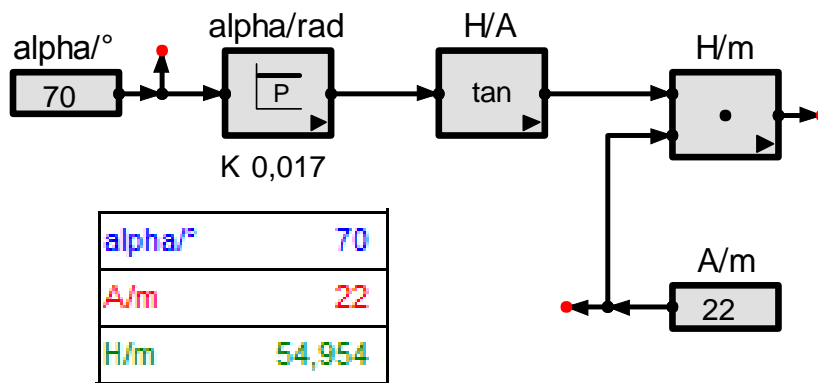 alpha/°
alpha/rad
H/A
H/m
70
P
tan
K 0,017
A/m
22
alpha/° 70
A/m 22
H/m 54,954